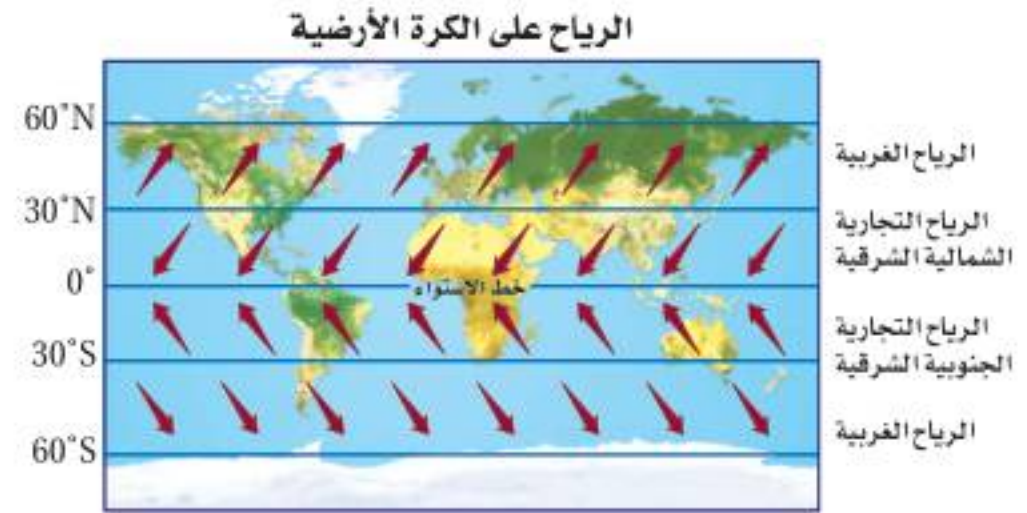 الرياح على الكرة الأرضية
60°N
الرياح الغربية
30°N
الرياح التجارية
الشمالية الشرقية
0°
خط الاستواء
الرياح التجارية
الجنوبية الشرقية
30°S
الرياح الغربية
60°S